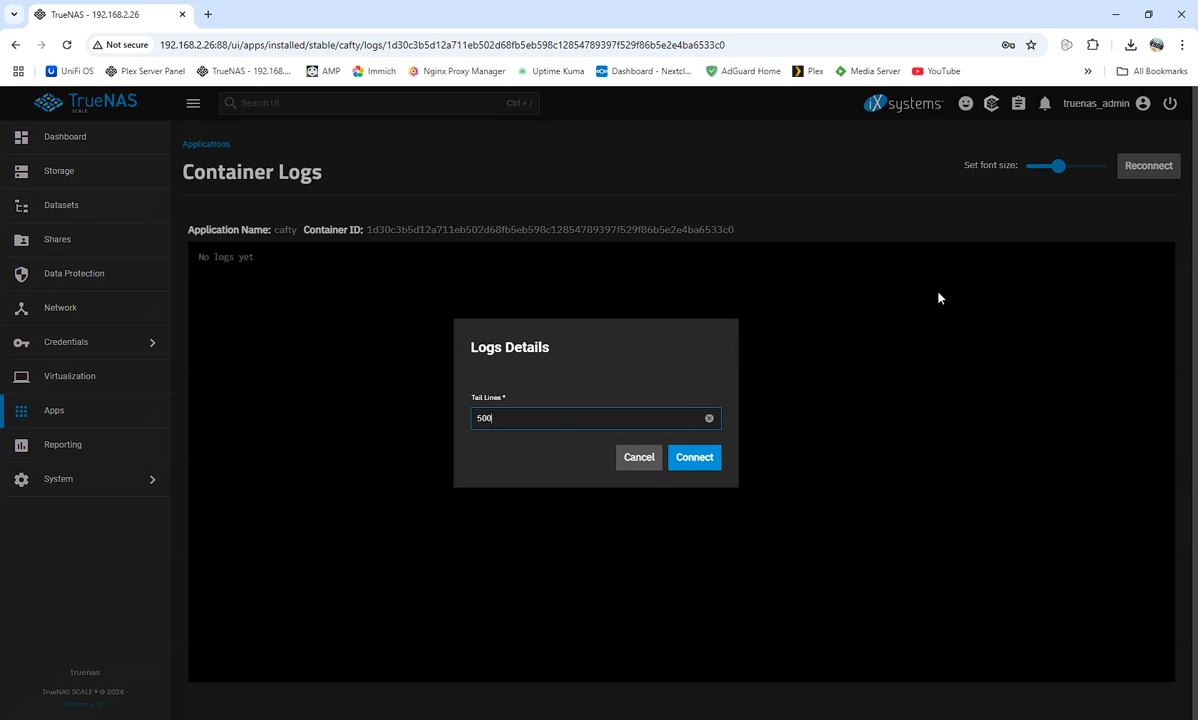 TrueNAS - 192.168.2.26
Not secure
192.168.2.26:88/ui/apps/installed/stable/cafty/logs/1d30c3b5d12a711eb502d68fb5eb598c12854789397f529f86b5e2e4ba6533c0
UniFi OS
Plex Server Panel
TrueNAS - 192.168....
AMP
Immich
Nginx Proxy Manager
Uptime Kuma
Dashboard - Nextcl...
AdGuard Home
Plex
Media Server
YouTube
All Bookmarks
TrueNAS
SCALE
Search UI
Ctrl + /
iXsystems
truenas_admin
Dashboard
Storage
Datasets
Shares
Data Protection
Network
Credentials
Virtualization
Apps
Reporting
System
truenas
TrueNAS SCALE ® © 2024 -
Applications
Container Logs
Set font size:
Reconnect
Application Name: cafty Container ID: 1d30c3b5d12a711eb502d68fb5eb598c12854789397f529f86b5e2e4ba6533c0
No logs yet
Logs Details
Tail Lines *
500
Cancel
Connect